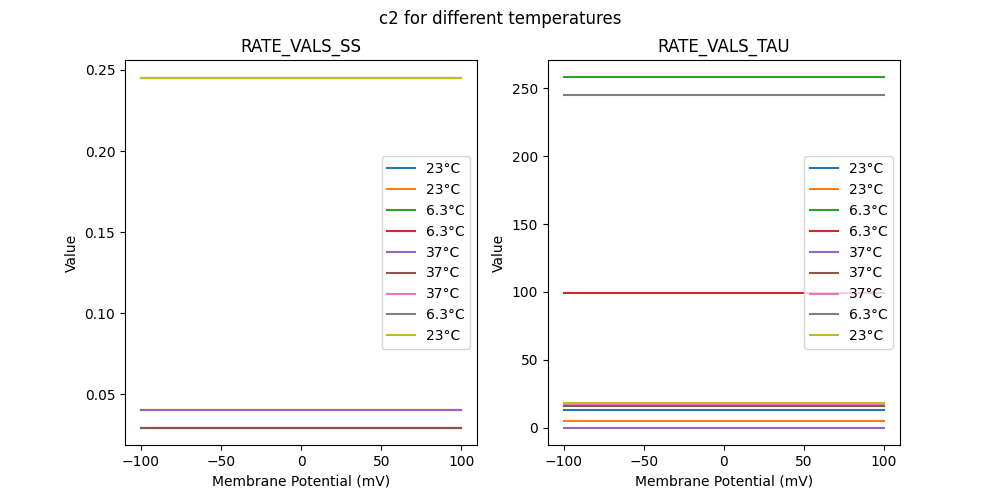 c2 for different temperatures
RATE_VALS_SS
Value
0.25
0.20
0.15
0.10
0.05
−100
−50
0
50
100
Membrane Potential (mV)
23°C
23°C
6.3°C
6.3°C
37°C
37°C
37°C
6.3°C
23°C
RATE_VALS_TAU
Value
250
200
150
100
50
0
−100
−50
0
50
100
Membrane Potential (mV)
23°C
23°C
6.3°C
6.3°C
37°C
37°C
37°C
6.3°C
23°C